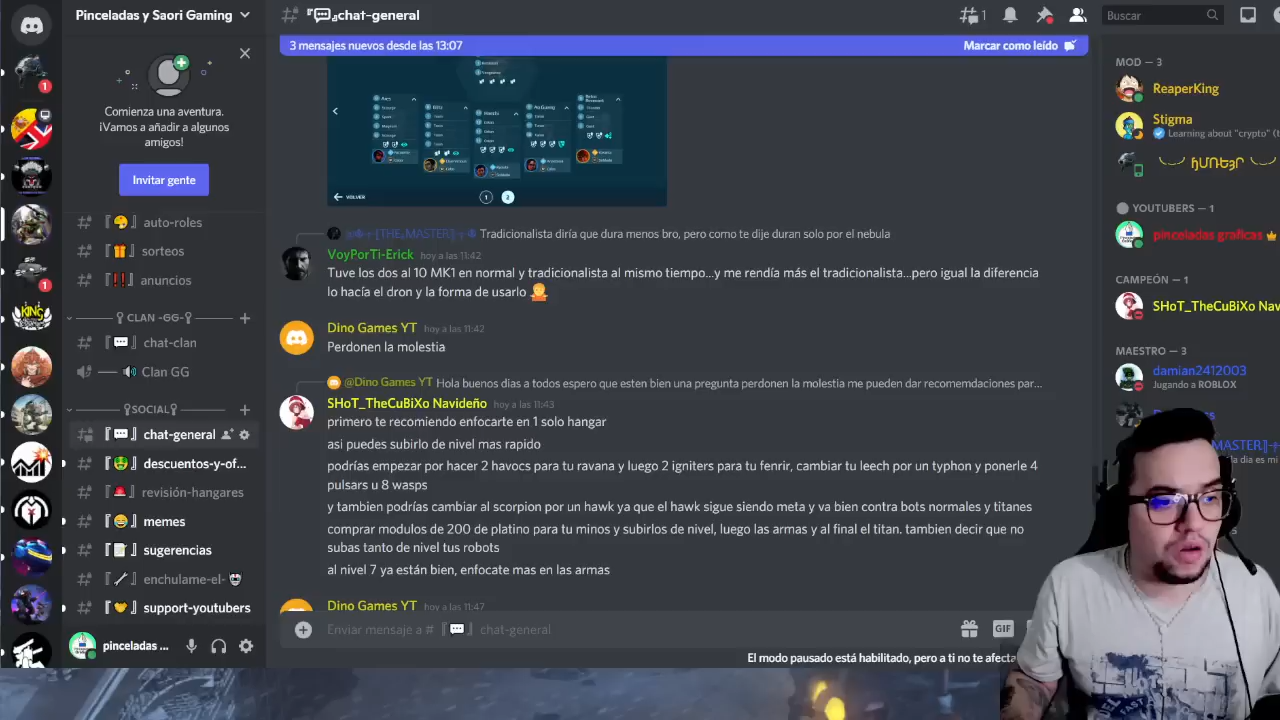 Pinceladas y Saori Gaming
Comienza una aventura.
¡Vamos a añadir a algunos
amigos!
Invitar gente
『🎨』 auto-roles
『🎁』 sorteos
『‼️』 anuncios
CLAN -GG-
『💬』 chat-clan
Clan GG
SOCIAL
『💬』 chat-general
『🤑』 descuentos-y-of...
『🚨』 revisión-hangares
『😂』 memes
『📝』 sugerencias
『🔧』 enchulame-el-
『🤝』 support-youtubers
pinceladas ...
『💬』chat-general
1
Buscar
3 mensajes nuevos desde las 13:07
Marcar como leído
VOLVER
1 2
Tradicionalista diría que dura menos bro, pero como te dije duran solo por el nebula
VoyPorTi-Erick hoy a las 11:42
Tuve los dos al 10 MK1 en normal y tradicionalista al mismo tiempo...y me rendía más el tradicionalista...pero igual la diferencia
lo hacía el dron y la forma de usarlo
Dino Games YT hoy a las 11:42
Perdonen la molestia
@Dino Games YT Hola buenos dias a todos espero que esten bien una pregunta perdonen la molestia me pueden dar recomemdaciones par...
SHoT_TheCuBiXo Navideño hoy a las 11:43
primero te recomiendo enfocarte en 1 solo hangar
asi puedes subirlo de nivel mas rapido
podrías empezar por hacer 2 havocs para tu ravana y luego 2 igniters para tu fenrir, cambiar tu leech por un typhon y ponerle 4
pulsars u 8 wasps
y tambien podrías cambiar al scorpion por un hawk ya que el hawk sigue siendo meta y va bien contra bots normales y titanes
comprar modulos de 200 de platino para tu minos y subirlos de nivel, luego las armas y al final el titan. tambien decir que no
subas tanto de nivel tus robots
al nivel 7 ya están bien, enfocate mas en las armas
Dino Games YT hoy a las 11:47
Enviar mensaje a # 『💬』 chat-general
GIF
El modo pausado está habilitado, pero a ti no te afecta
MOD — 3
ReaperKing
Stigma
Learning about "crypto" (t
YOUTUBERS — 1
pinceladas graficas
CAMPEÓN — 1
SHoT_TheCuBiXo Nav
MAESTRO — 3
damian2412003
Jugando a ROBLOX